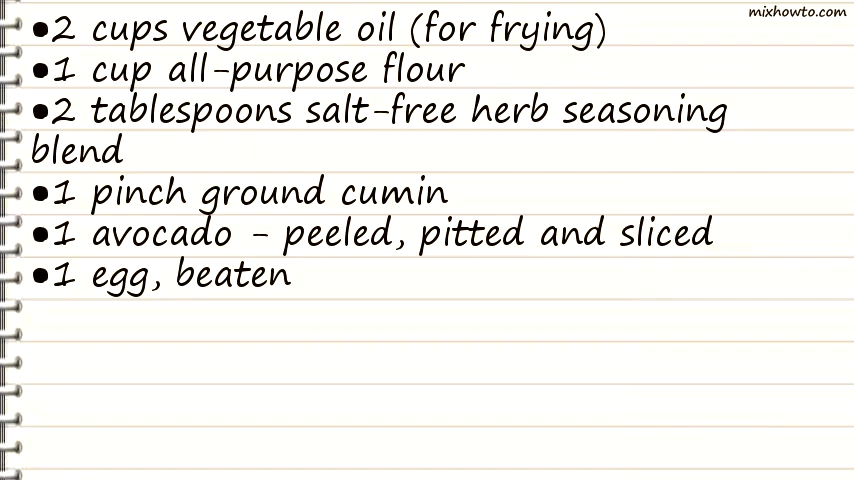 mixhowto.com
●2 cups vegetable oil (for frying)
●1 cup all-purpose flour
●2 tablespoons salt-free herb seasoning
blend
●1 pinch ground cumin
●1 avocado - peeled, pitted and sliced
●1 egg, beaten